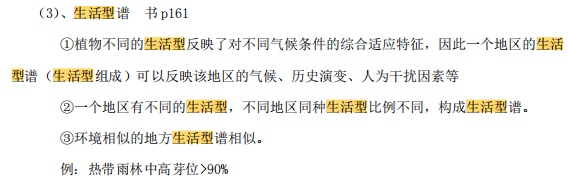 （3）、生活型谱　书 p161
①植物不同的生活型反映了对不同气候条件的综合适应特征，因此一个地区的生活
型谱（生活型组成）可以反映该地区的气候、历史演变、人为干扰因素等
②一个地区有不同的生活型，不同地区同种生活型比例不同，构成生活型谱。
③环境相似的地方生活型谱相似。
例：热带雨林中高芽位>90%